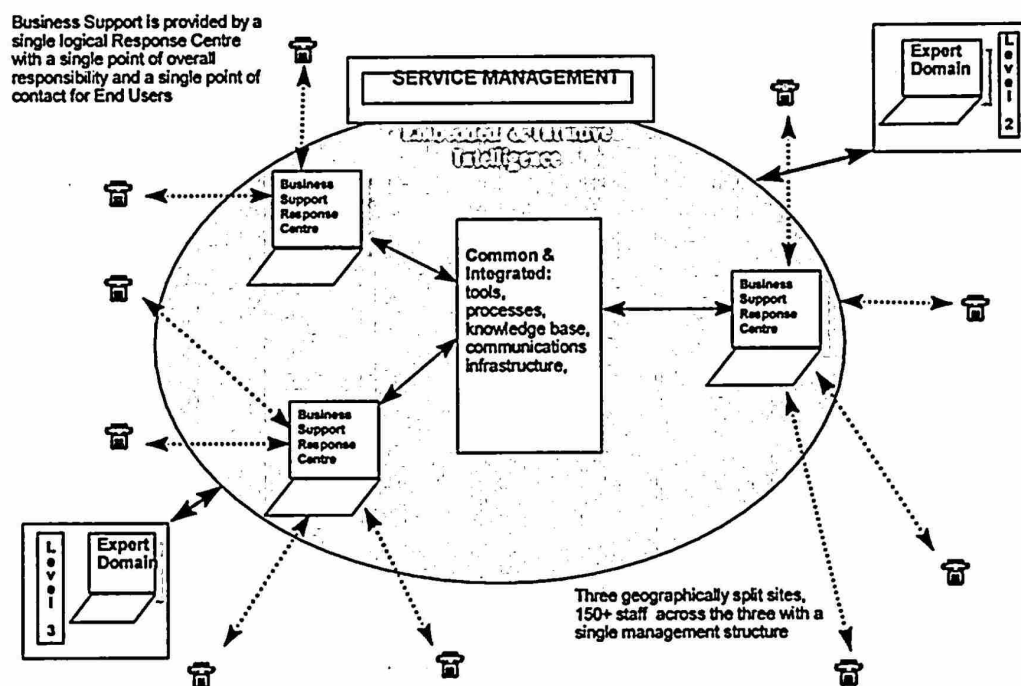 Business Support is provided by a
single logical Response Centre
with a single point of overall
responsibility and a single point of
contact for End Users
SERVICE MANAGEMENT
Embedded & Intuitive
Intelligence
Expert
Domain
Level 2
Business
Support
Response
Centre
Common &
Integrated:
tools,
processes,
knowledge base,
communications
infrastructure,
Business
Support
Response
Centre
Business
Support
Response
Centre
Level 3
Expert
Domain
Three geographically split sites,
150+ staff across the three with a
single management structure